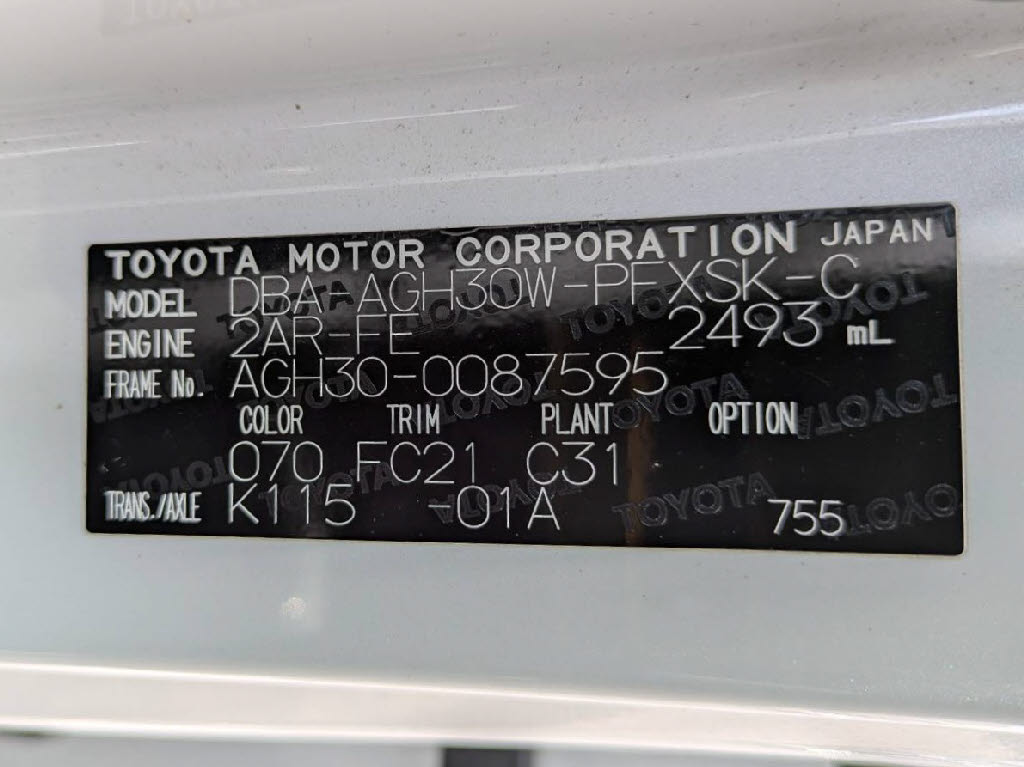 TOYOTA MOTOR CORPORATION JAPAN
MODEL DBA-AGH30W-PFXSK-C
ENGINE 2AR-FE 2493 mL
FRAME No. AGH30-0087595
COLOR TRIM PLANT OPTION
070 FC21 C31
TRANS./AXLE K115 -01A 755